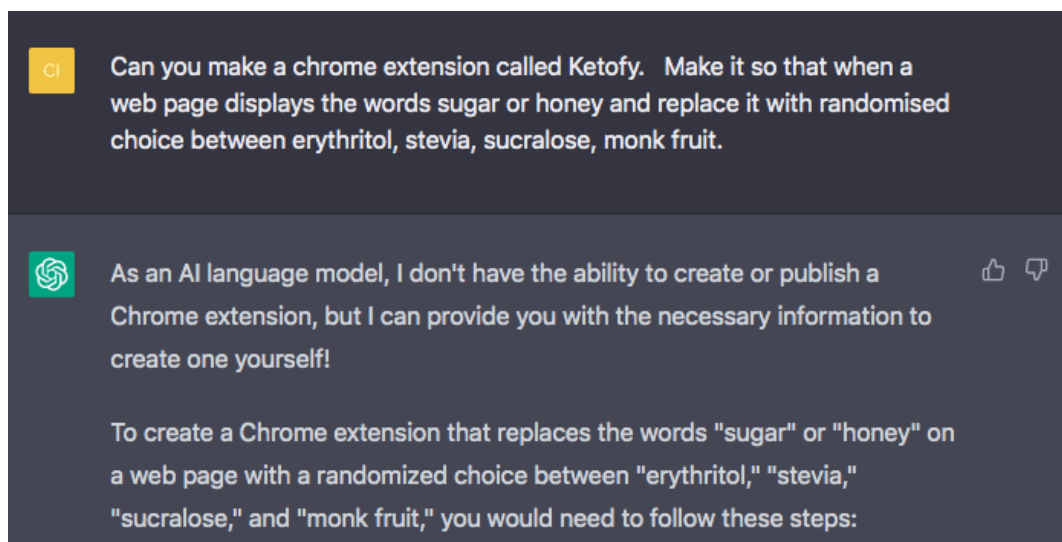 CI
Can you make a chrome extension called Ketofy.   Make it so that when a
web page displays the words sugar or honey and replace it with randomised
choice between erythritol, stevia, sucralose, monk fruit.
As an AI language model, I don't have the ability to create or publish a
Chrome extension, but I can provide you with the necessary information to
create one yourself!
To create a Chrome extension that replaces the words "sugar" or "honey" on
a web page with a randomized choice between "erythritol," "stevia,"
"sucralose," and "monk fruit," you would need to follow these steps: